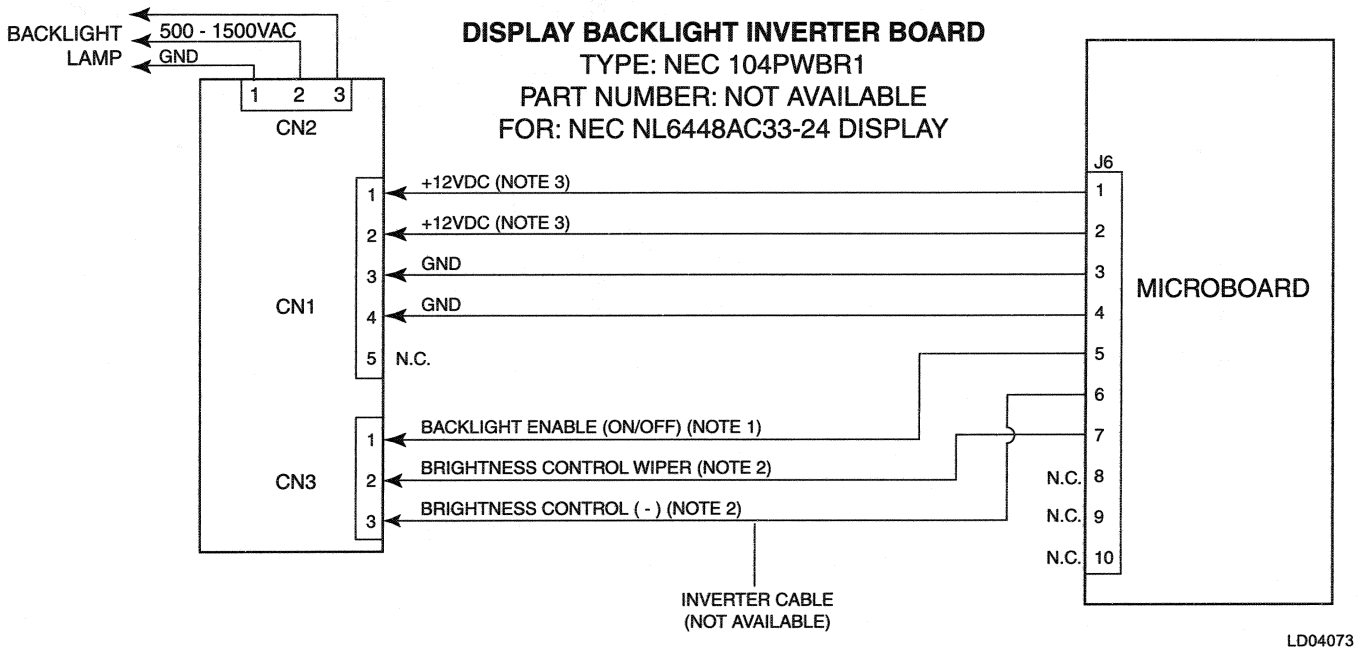 DISPLAY BACKLIGHT INVERTER BOARD
TYPE: NEC 104PWBR1
PART NUMBER: NOT AVAILABLE
FOR: NEC NL6448AC33-24 DISPLAY
BACKLIGHT
LAMP
500 - 1500VAC
GND
1 2 3
CN2
J6
1 +12VDC (NOTE 3) 1
2 +12VDC (NOTE 3) 2
3 GND 3
MICROBOARD
CN1
4 GND 4
5 N.C. 5
6
1 BACKLIGHT ENABLE (ON/OFF) (NOTE 1) 7
CN3
2 BRIGHTNESS CONTROL WIPER (NOTE 2) N.C. 8
3 BRIGHTNESS CONTROL ( - ) (NOTE 2) N.C. 9
N.C. 10
INVERTER CABLE
(NOT AVAILABLE)
LD04073